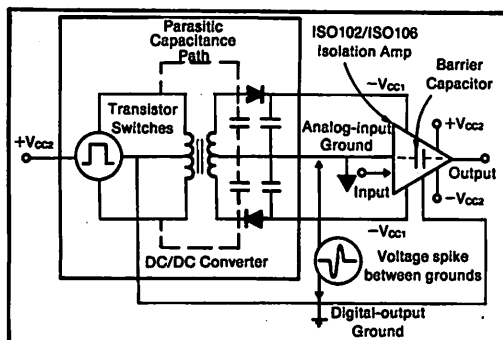 Parasitic
Capacitance
Path
ISO102/ISO106
Isolation Amp
Barrier
Capacitor
Transistor
Switches
−VCC1
+VCC2
+VCC2
Analog-input
Ground
Input
Output
−VCC2
−VCC1
DC/DC Converter
Voltage spike
between grounds
Digital-output
Ground